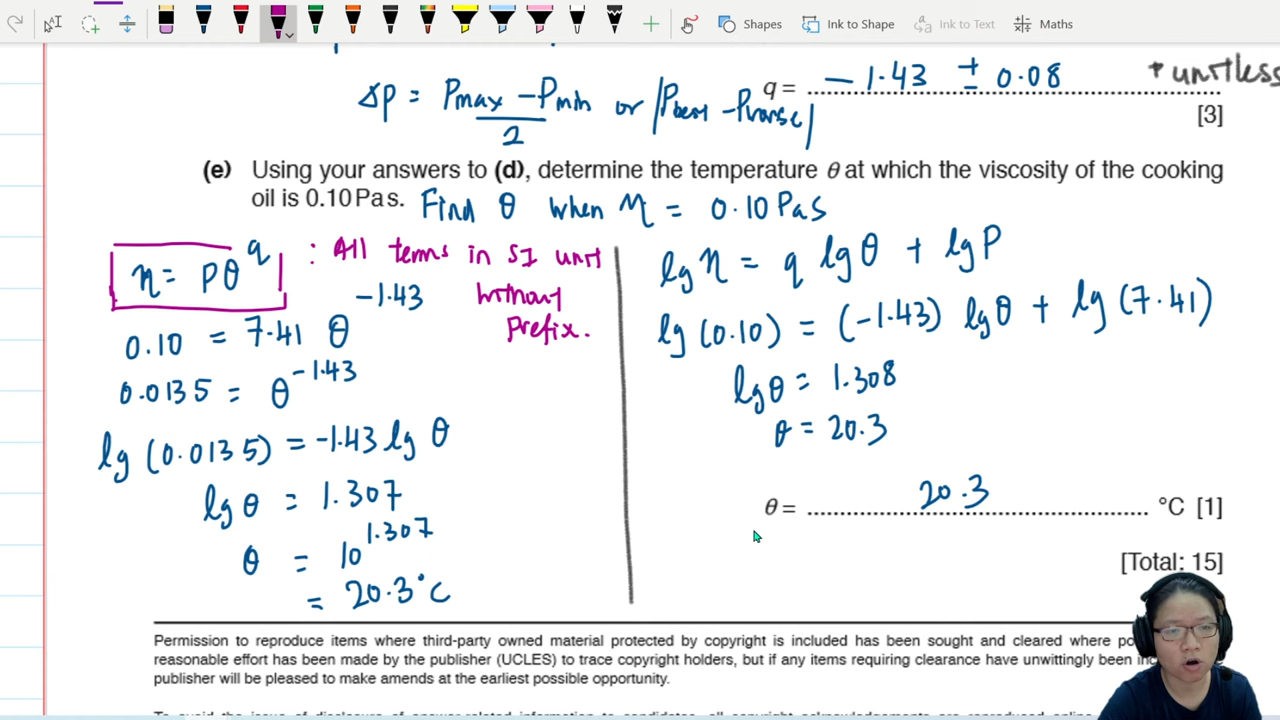 Shapes
Ink to Shape
Ink to Text
Maths
Δp = Pmax - Pmin / 2 or |Pbest - Pworse|
q = - 1.43 ± 0.08
* unitless
[3]
(e) Using your answers to (d), determine the temperature θ at which the viscosity of the cooking
oil is 0.10 Pa s. Find θ when η = 0.10 Pas
η = Pθ^q : All terms in SI unit
without
prefix.
0.10 = 7.41 θ^-1.43
0.0135 = θ^-1.43
lg (0.0135) = -1.43 lg θ
lg θ = 1.307
θ = 10^1.307
= 20.3°C
lg η = q lg θ + lg P
lg (0.10) = (-1.43) lg θ + lg (7.41)
lg θ = 1.308
θ = 20.3
θ = 20.3 °C [1]
[Total: 15]
Permission to reproduce items where third-party owned material protected by copyright is included has been sought and cleared where
reasonable effort has been made by the publisher (UCLES) to trace copyright holders, but if any items requiring clearance have unwittingly been
publisher will be pleased to make amends at the earliest possible opportunity.